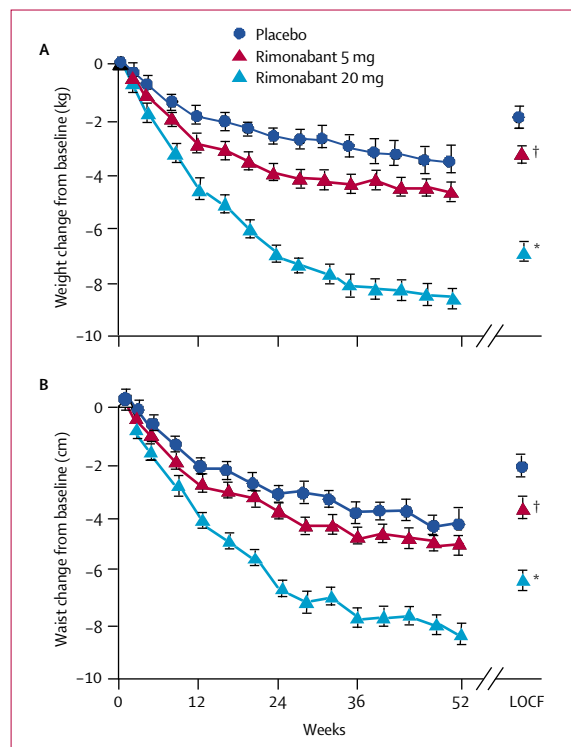 A
Placebo
Rimonabant 5 mg
Rimonabant 20 mg
Weight change from baseline (kg)
0
−2
−4
−6
−8
−10
†
*
B
Waist change from baseline (cm)
0
−2
−4
−6
−8
−10
†
*
0 12 24 36 52 LOCF
Weeks